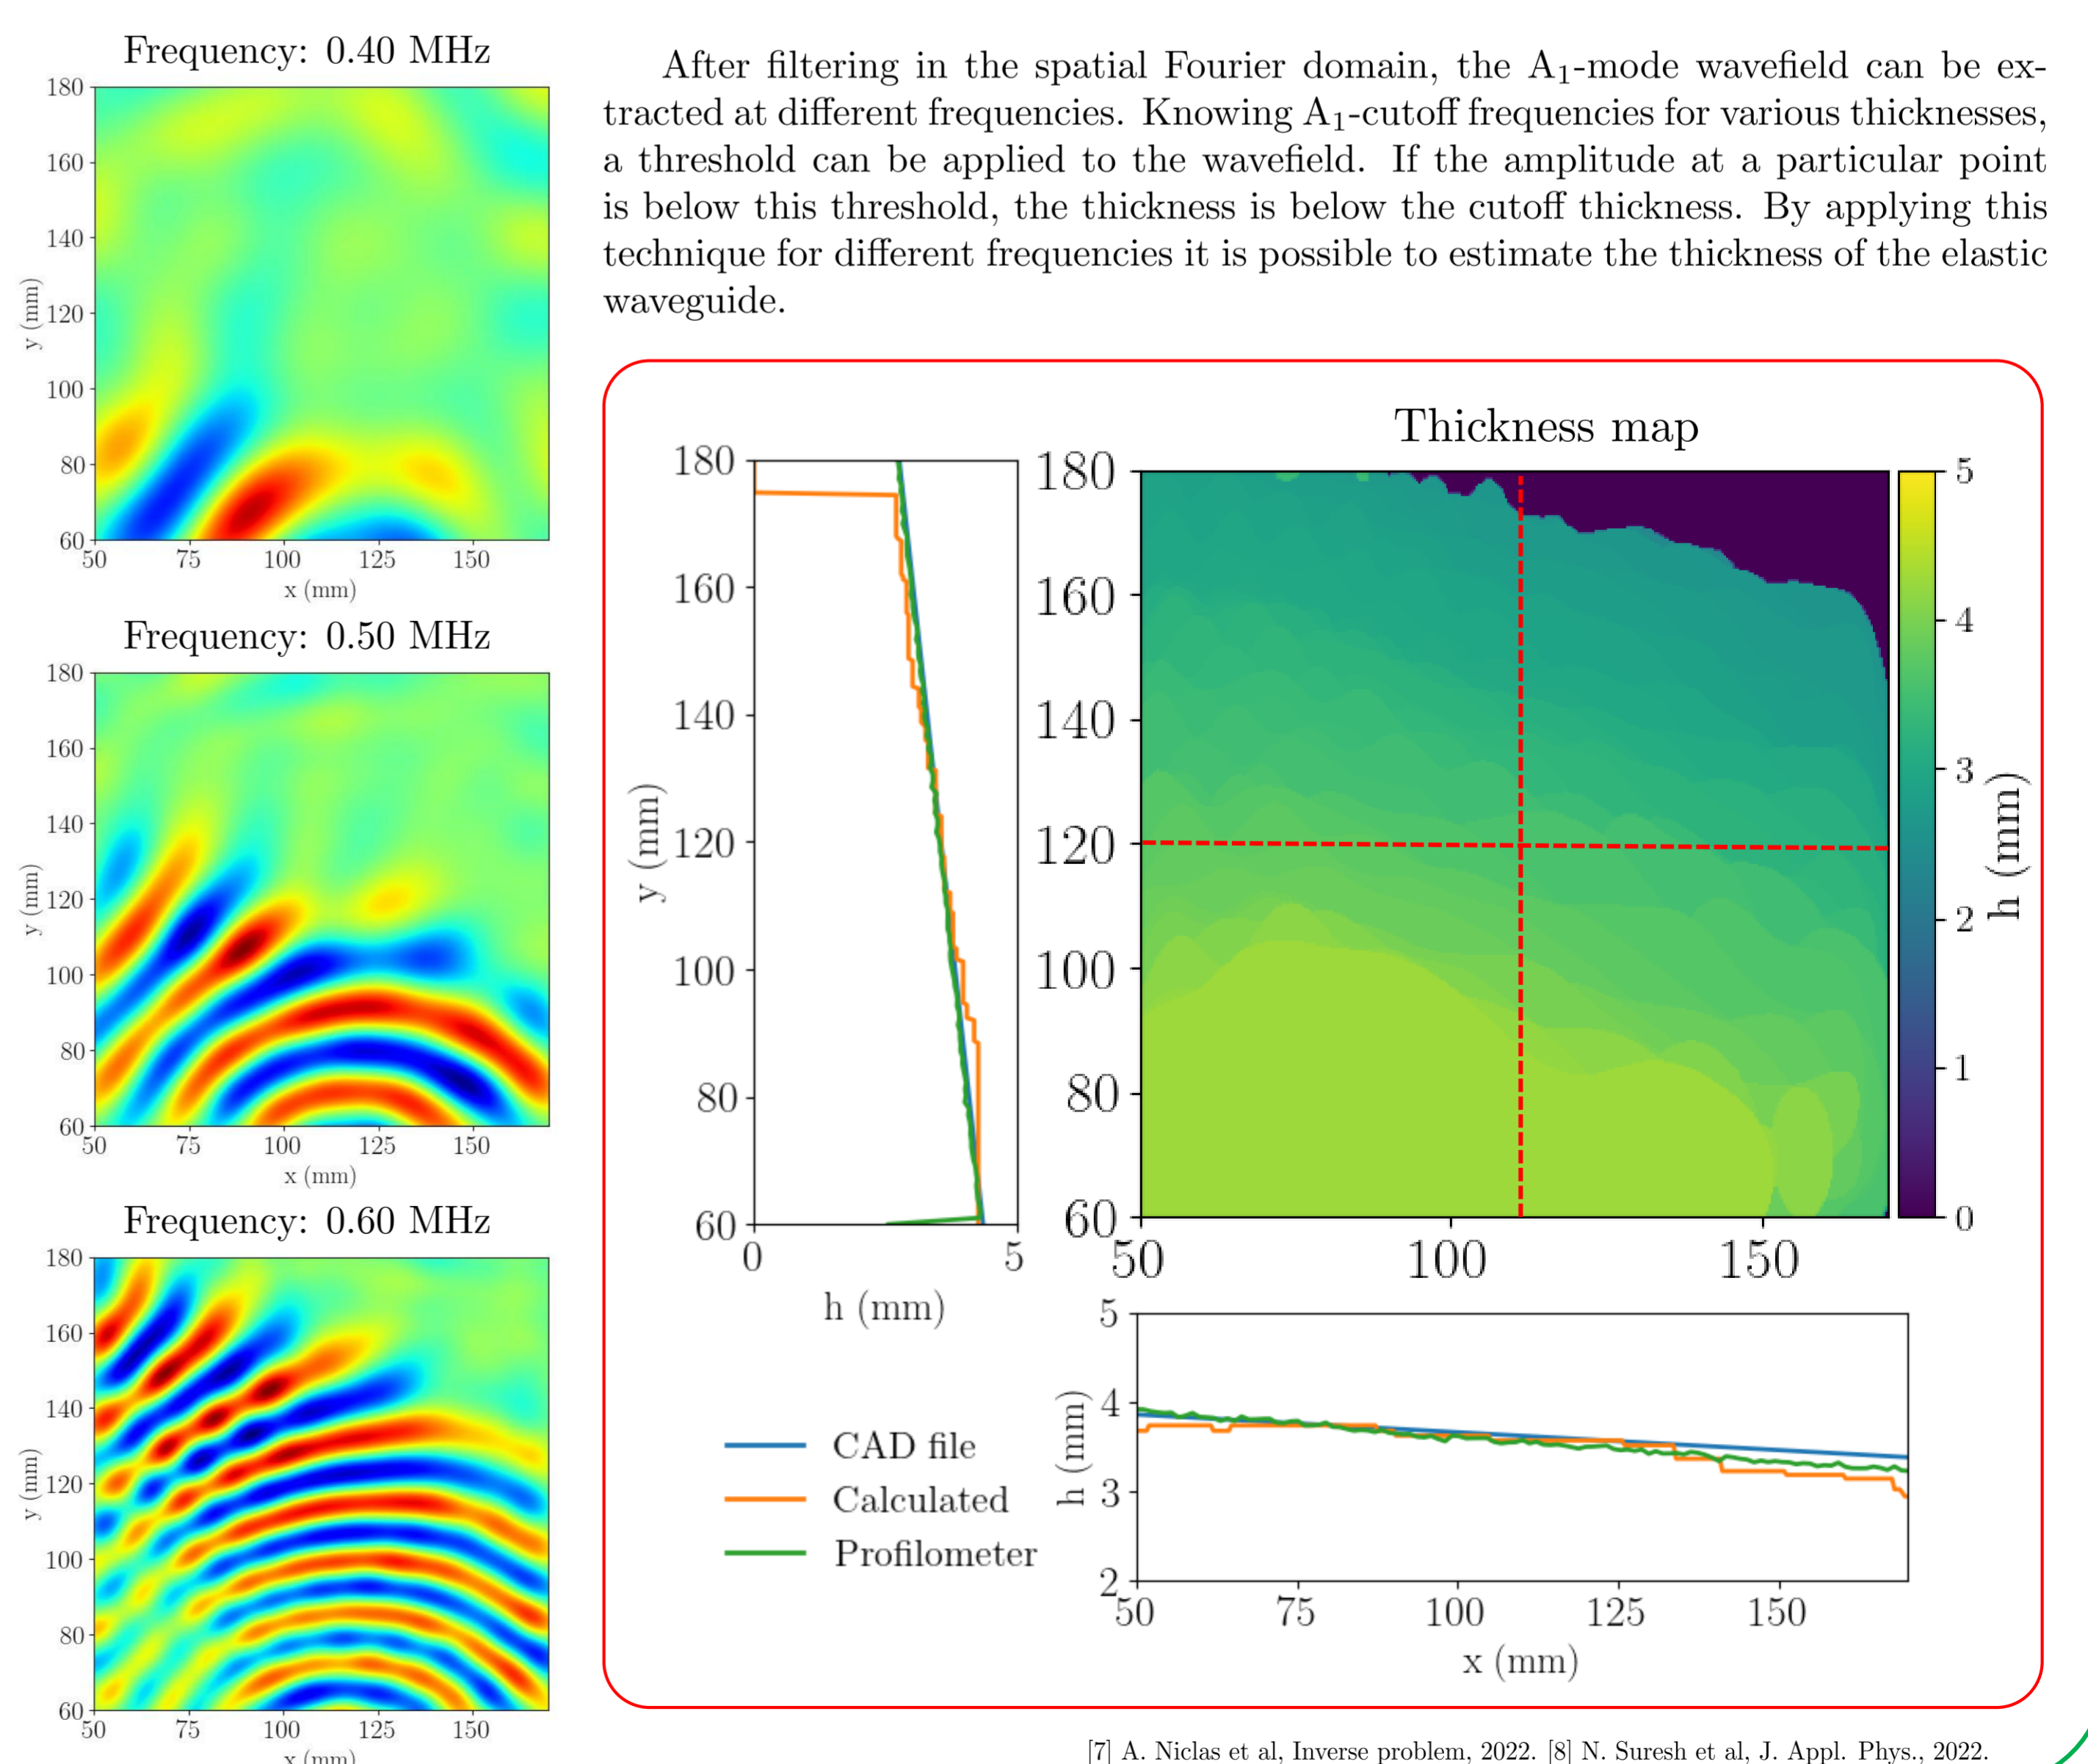 Frequency: 0.40 MHz
180
160
140
120
100
80
60
y (mm)
50 75 100 125 150
x (mm)
Frequency: 0.50 MHz
180
160
140
120
100
80
60
y (mm)
50 75 100 125 150
x (mm)
Frequency: 0.60 MHz
180
160
140
120
100
80
60
y (mm)
50 75 100 125 150
x (mm)
After filtering in the spatial Fourier domain, the A₁-mode wavefield can be ex-
tracted at different frequencies. Knowing A₁-cutoff frequencies for various thicknesses,
a threshold can be applied to the wavefield. If the amplitude at a particular point
is below this threshold, the thickness is below the cutoff thickness. By applying this
technique for different frequencies it is possible to estimate the thickness of the elastic
waveguide.
180
160
140
120
100
80
60
y (mm)
0 5
h (mm)
Thickness map
180
160
140
120
100
80
60
50 100 150
5
4
3
2
1
0
h (mm)
CAD file
Calculated
Profilometer
5
4
3
2
h (mm)
50 75 100 125 150
x (mm)
[7] A. Niclas et al, Inverse problem, 2022. [8] N. Suresh et al, J. Appl. Phys., 2022.